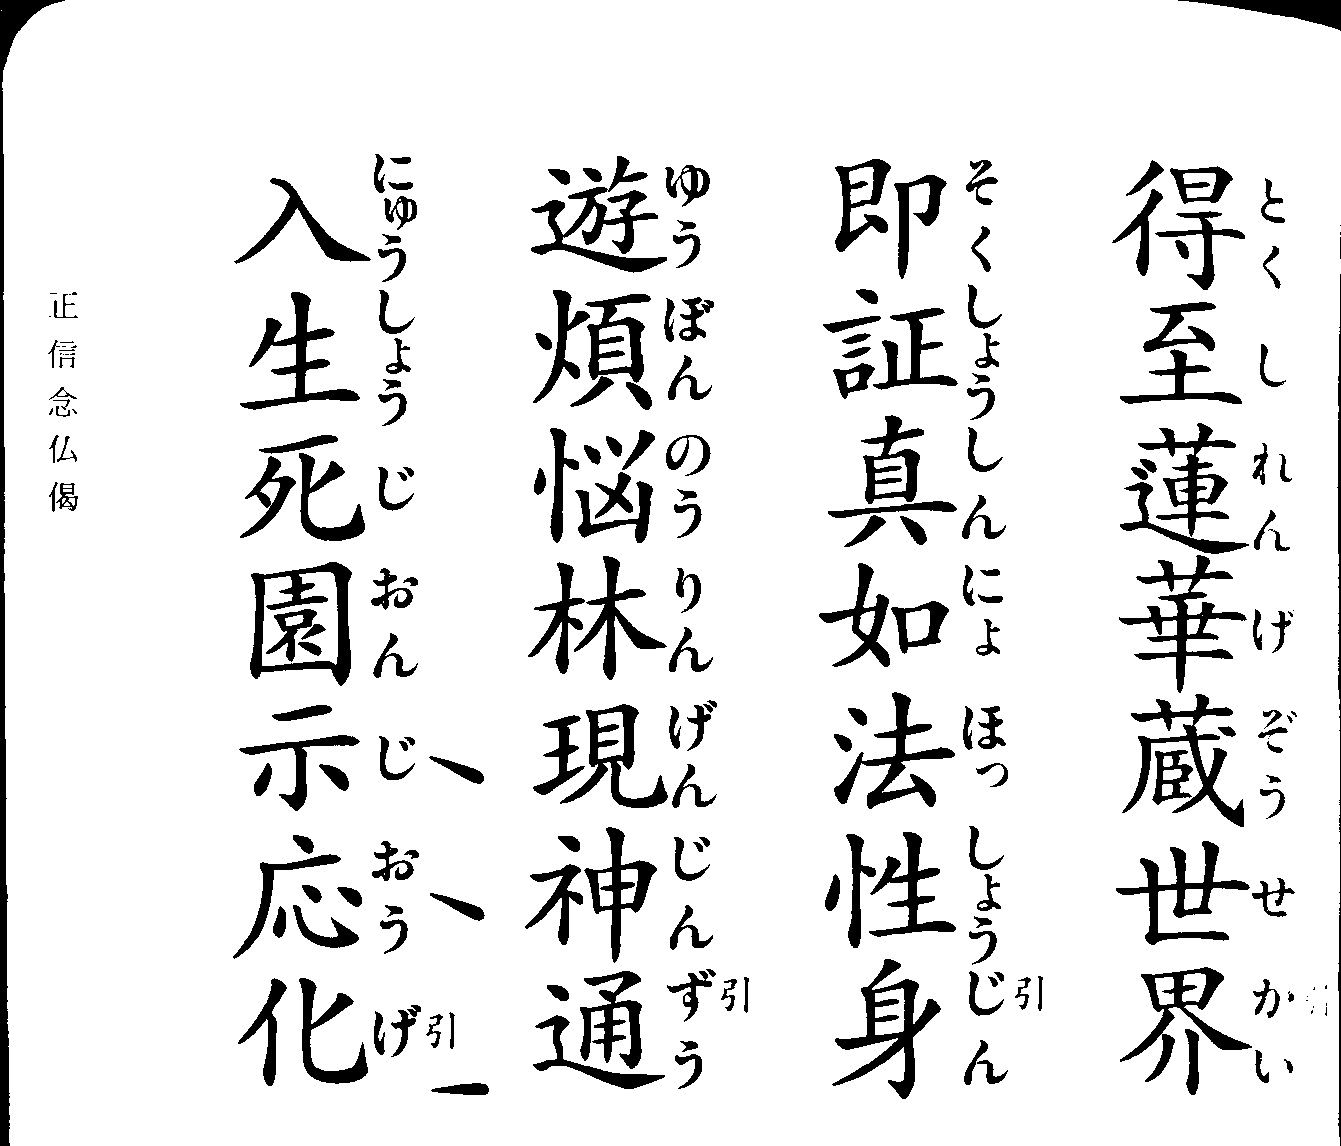 得至蓮華蔵世界
とくしれんげぞうせかい
引
即証真如法性身
そくしょうしんにょほっしょうじん
引
遊煩悩林現神通
ゆうぼんのうりんげんじんずう
引
入生死園示応化
にゅうしょうじおんじおうげ
引
正信念仏偈